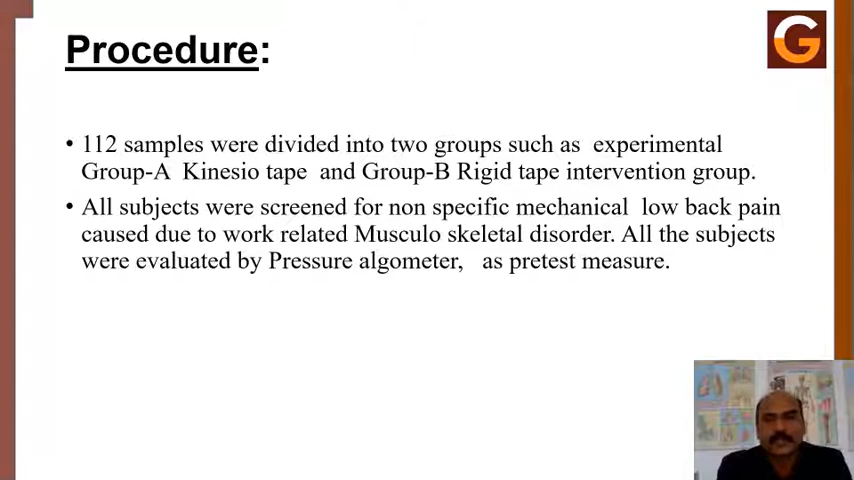 Procedure:
G
• 112 samples were divided into two groups such as experimental
Group-A Kinesio tape and Group-B Rigid tape intervention group.
• All subjects were screened for non specific mechanical low back pain
caused due to work related Musculo skeletal disorder. All the subjects
were evaluated by Pressure algometer, as pretest measure.